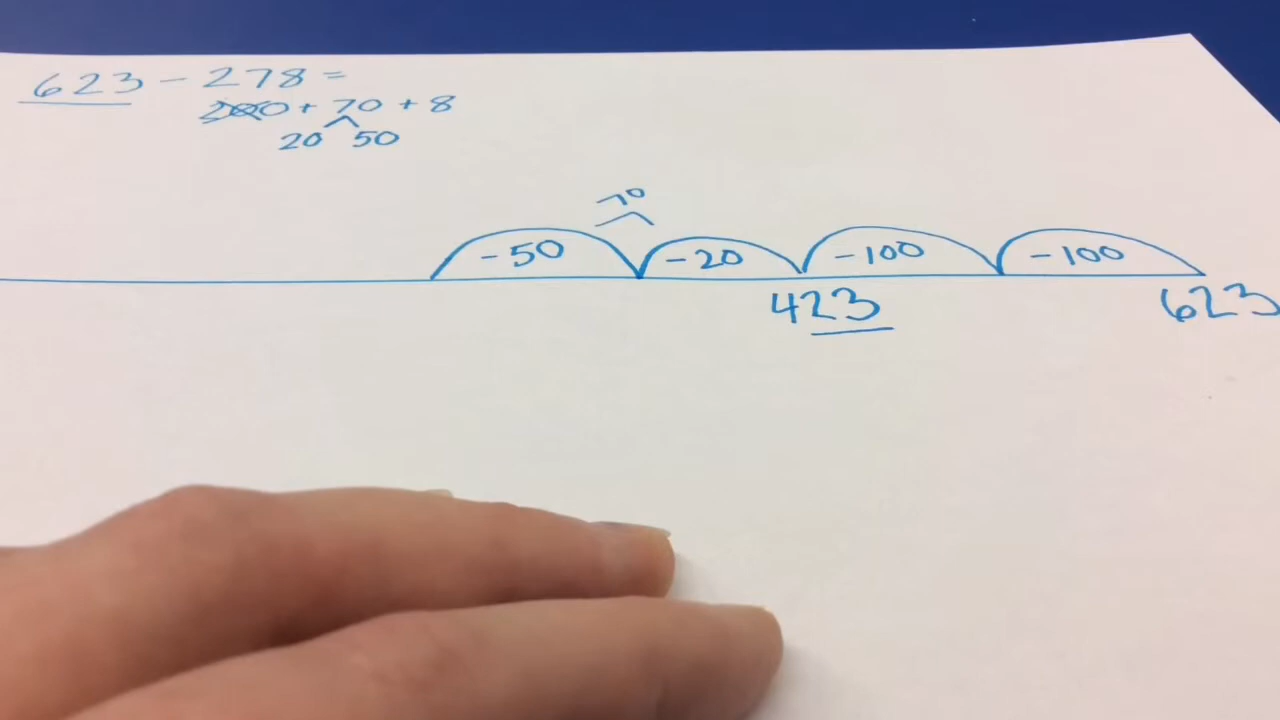 623 - 278 =
200 + 70 + 8
20 50
70
-50 -20 -100 -100
423 623